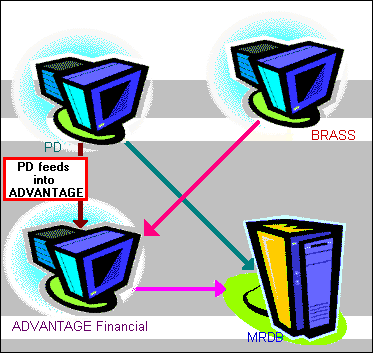 BRASS
PD
PD feeds
into
ADVANTAGE
ADVANTAGE Financial
MRDB